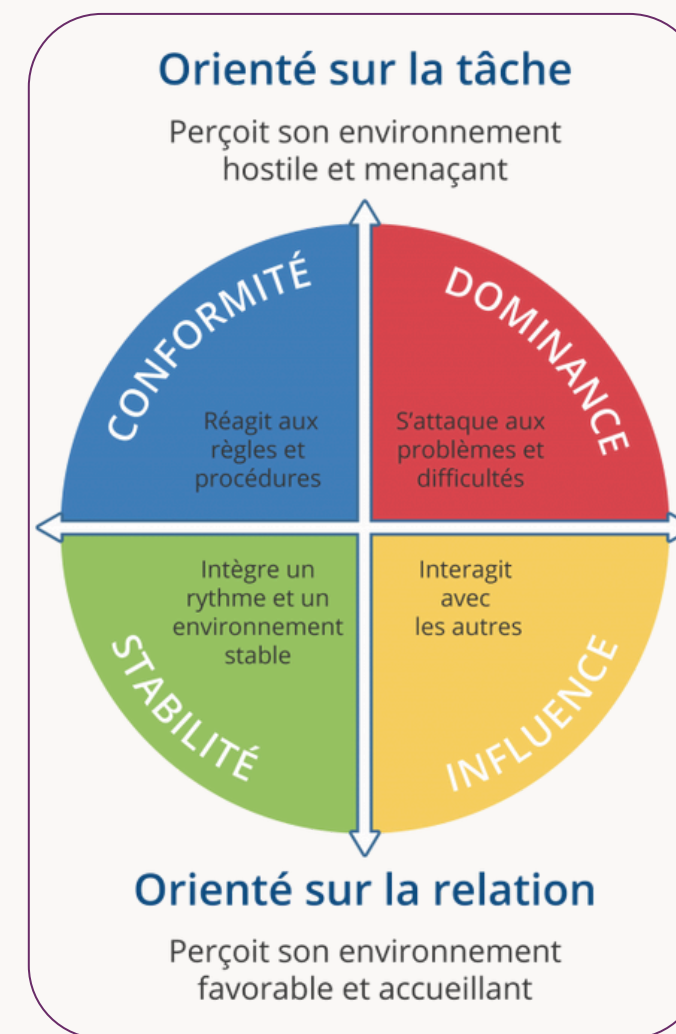 Orienté sur la tâche
Perçoit son environnement
hostile et menaçant
CONFORMITÉ
DOMINANCE
Réagit aux
règles et
procédures
S'attaque aux
problèmes et
difficultés
Intègre un
rythme et un
environnement
stable
Interagit
avec
les autres
STABILITÉ
INFLUENCE
Orienté sur la relation
Perçoit son environnement
favorable et accueillant